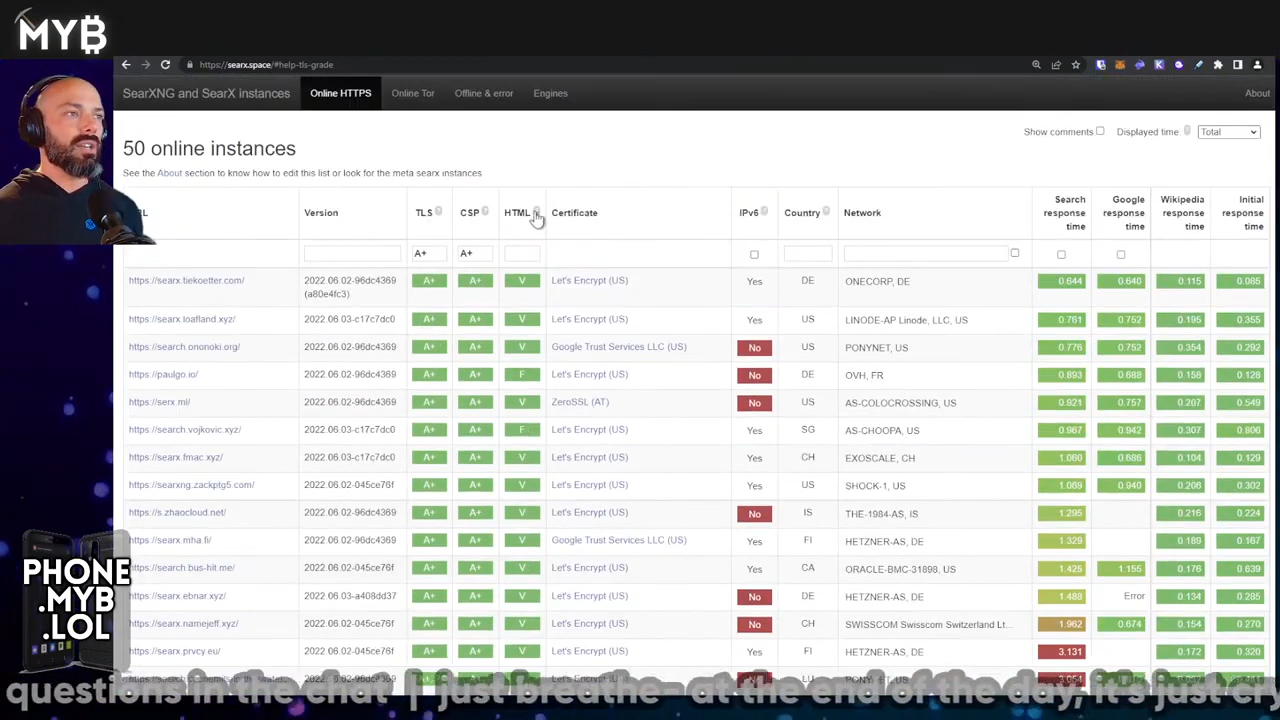 MYB
https://searx.space/#help-tls-grade
SearXNG and SearX instances Online HTTPS Online Tor Offline & error Engines About
Show comments Displayed time Total
50 online instances
See the About section to know how to edit this list or look for the meta searx instances
Version TLS CSP HTML Certificate IPv6 Country Network Search response time Google response time Wikipedia response time Initial response time
A+ A+
https://searx.tiekoetter.com/ 2022.06.02-96dc4369 (a80e4fc3) A+ A+ V Let's Encrypt (US) Yes DE ONECORP, DE 0.644 0.640 0.115 0.085
https://searx.loafland.xyz/ 2022.06.03-c17c7dc0 A+ A+ V Let's Encrypt (US) Yes US LINODE-AP Linode, LLC, US 0.761 0.752 0.195 0.355
https://search.ononoki.org/ 2022.06.02-96dc4369 A+ A+ V Google Trust Services LLC (US) No US PONYNET, US 0.776 0.752 0.354 0.292
https://paulgo.io/ 2022.06.02-96dc4369 A+ A+ F Let's Encrypt (US) No DE OVH, FR 0.893 0.688 0.158 0.128
https://serx.ml/ 2022.06.02-96dc4369 A+ A+ V ZeroSSL (AT) No US AS-COLOCROSSING, US 0.921 0.757 0.207 0.549
https://search.vojkovic.xyz/ 2022.06.03-c17c7dc0 A+ A+ F Let's Encrypt (US) Yes SG AS-CHOOPA, US 0.967 0.942 0.307 0.806
https://searx.fmac.xyz/ 2022.06.03-c17c7dc0 A+ A+ V Let's Encrypt (US) Yes CH EXOSCALE, CH 1.060 0.686 0.104 0.129
https://searxng.zackptg5.com/ 2022.06.02-045ce76f A+ A+ V Let's Encrypt (US) Yes US SHOCK-1, US 1.069 0.940 0.206 0.302
https://s.zhaocloud.net/ 2022.06.02-96dc4369 A+ A+ V Let's Encrypt (US) No IS THE-1984-AS, IS 1.295 0.216 0.224
https://searx.mha.fi/ 2022.06.02-96dc4369 A+ A+ V Google Trust Services LLC (US) Yes FI HETZNER-AS, DE 1.329 0.189 0.167
https://search.bus-hit.me/ 2022.06.02-045ce76f A+ A+ V Let's Encrypt (US) Yes CA ORACLE-BMC-31898, US 1.425 1.155 0.176 0.639
https://search.ebnar.xyz/ 2022.06.03-a408dd37 A+ A+ V Let's Encrypt (US) No DE HETZNER-AS, DE 1.488 Error 0.134 0.285
https://searx.namejeff.xyz/ 2022.06.02-045ce76f A+ A+ V Let's Encrypt (US) No CH SWISSCOM Swisscom Switzerland Lt... 1.962 0.674 0.154 0.270
https://searx.prvcy.eu/ 2022.06.02-045ce76f A+ A+ V Let's Encrypt (US) Yes FI HETZNER-AS, DE 3.131 0.172 0.320
PHONE
.MYB
.LOL
questions in the chat | just breathe- at the end of the day, it's just cry